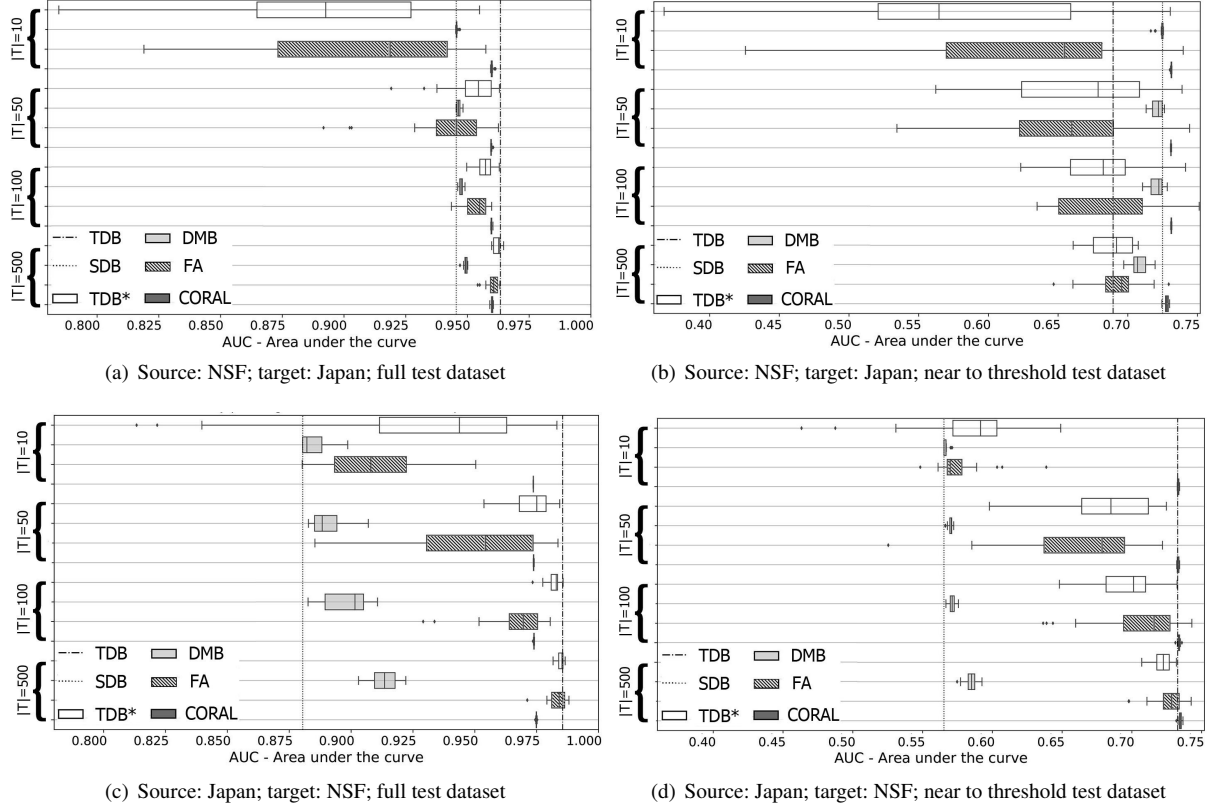 |T|=10
|T|=50
|T|=100
|T|=500
TDB DMB
SDB FA
TDB* CORAL
0.800 0.825 0.850 0.875 0.900 0.925 0.950 0.975 1.000
AUC - Area under the curve
(a) Source: NSF; target: Japan; full test dataset
|T|=10
|T|=50
|T|=100
|T|=500
TDB DMB
SDB FA
TDB* CORAL
0.40 0.45 0.50 0.55 0.60 0.65 0.70 0.75
AUC - Area under the curve
(b) Source: NSF; target: Japan; near to threshold test dataset
|T|=10
|T|=50
|T|=100
|T|=500
TDB DMB
SDB FA
TDB* CORAL
0.800 0.825 0.850 0.875 0.900 0.925 0.950 0.975 1.000
AUC - Area under the curve
(c) Source: Japan; target: NSF; full test dataset
|T|=10
|T|=50
|T|=100
|T|=500
TDB DMB
SDB FA
TDB* CORAL
0.40 0.45 0.50 0.55 0.60 0.65 0.70 0.75
AUC - Area under the curve
(d) Source: Japan; target: NSF; near to threshold test dataset